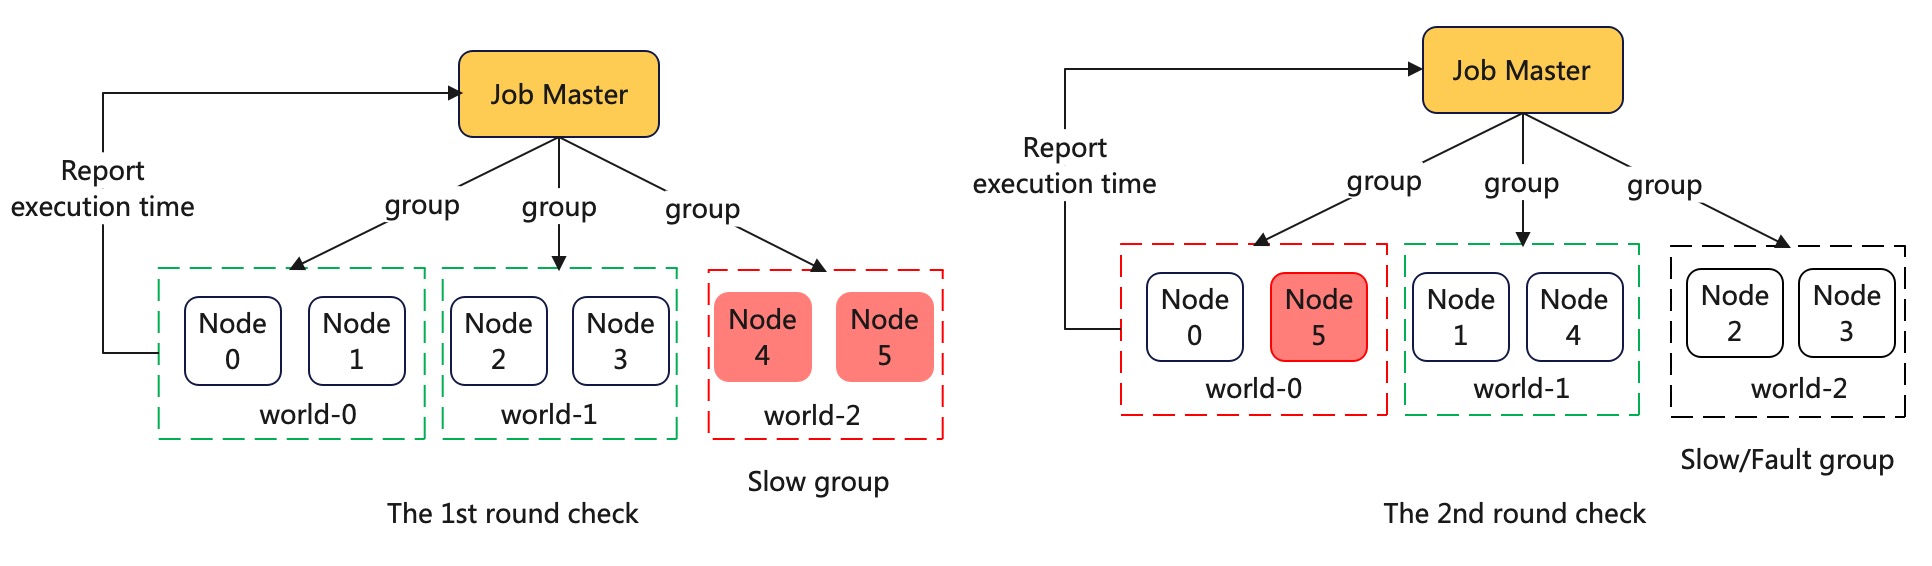 Job Master
Report
execution time
group
group
group
Node
0
Node
1
world-0
Node
2
Node
3
world-1
Node
4
Node
5
world-2
Slow group
The 1st round check
Job Master
Report
execution time
group
group
group
Node
0
Node
5
world-0
Node
1
Node
4
world-1
Node
2
Node
3
world-2
Slow/Fault group
The 2nd round check